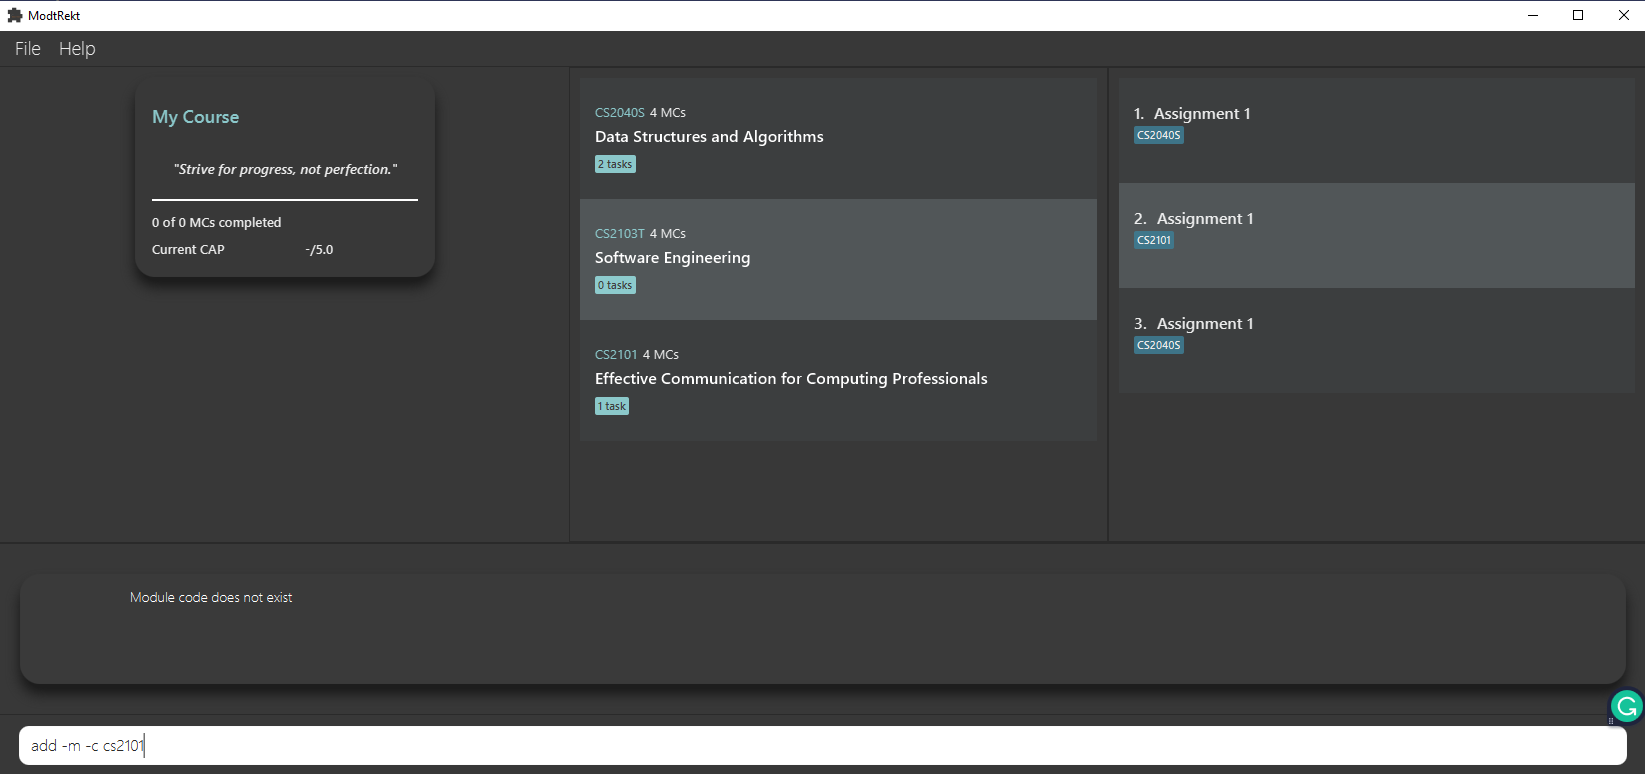 ModtRekt
File Help
My Course
"Strive for progress, not perfection."
0 of 0 MCs completed
Current CAP -/5.0
CS2040S 4 MCs
Data Structures and Algorithms
2 tasks
CS2103T 4 MCs
Software Engineering
0 tasks
CS2101 4 MCs
Effective Communication for Computing Professionals
1 task
1. Assignment 1
CS2040S
2. Assignment 1
CS2101
3. Assignment 1
CS2040S
Module code does not exist
add -m -c cs2101